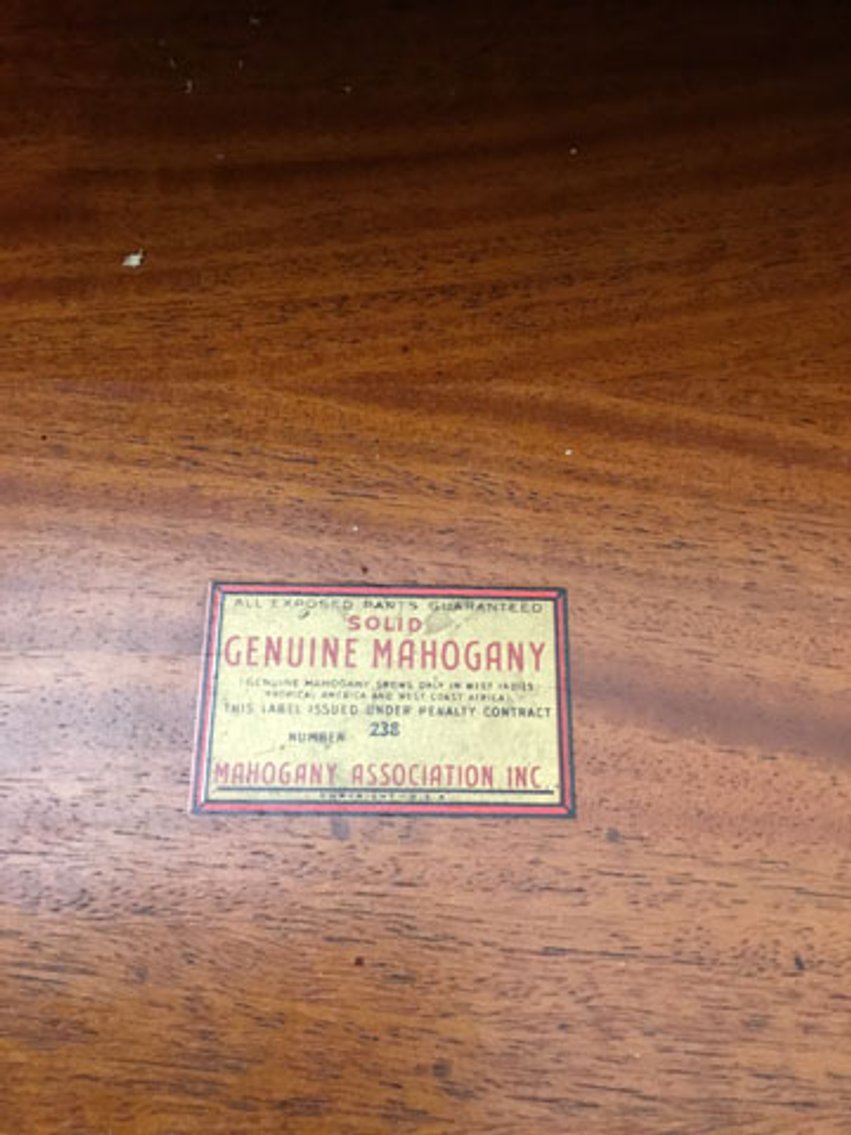 ALL EXPOSED PARTS GUARANTEED
SOLID
GENUINE MAHOGANY
(GENUINE MAHOGANY GROWS ONLY IN WEST INDIES
TROPICAL AMERICA AND WEST COAST AFRICA)
THIS LABEL ISSUED UNDER PENALTY CONTRACT
NUMBER 238
MAHOGANY ASSOCIATION INC.
COPYRIGHT U.S.A.